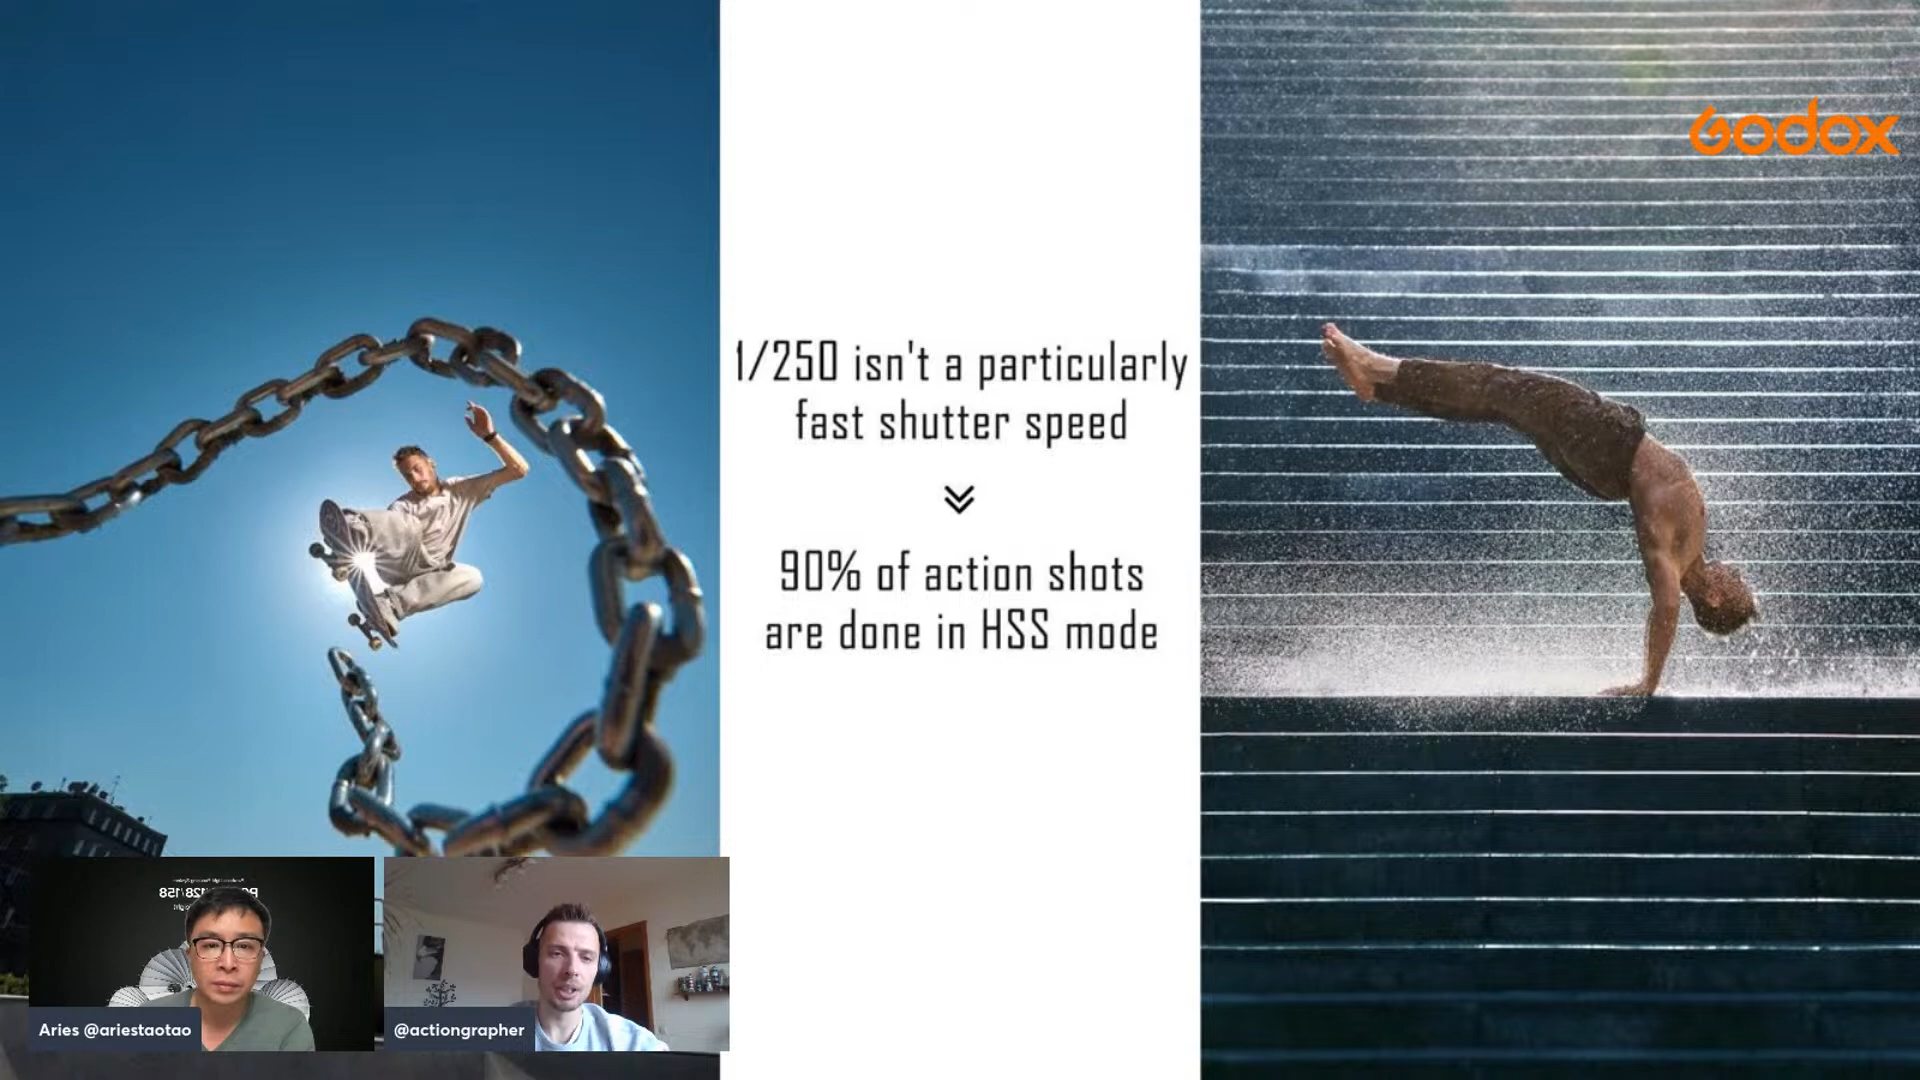 Godox
1/250 isn't a particularly
fast shutter speed
90% of action shots
are done in HSS mode
Aries @ariestaotao
@actiongrapher